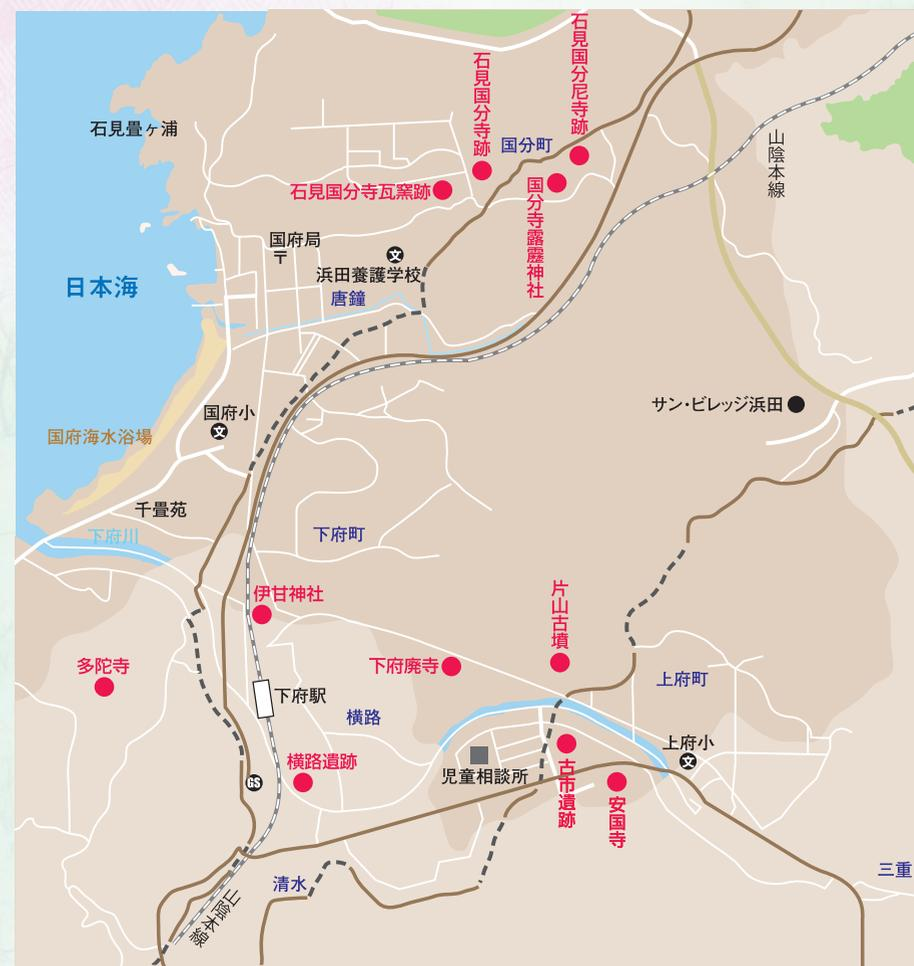 石見国分尼寺跡
石見国分寺跡
石見畳ヶ浦
国分町
山陰本線
石見国分寺瓦窯跡
国分寺霹靂神社
国府局
〒
文
浜田養護学校
日本海
唐鐘
サン・ビレッジ浜田
国府小
文
国府海水浴場
千畳苑
下府川
下府町
伊甘神社
片山古墳
多陀寺
下府廃寺
上府町
下府駅
横路
上府小
文
横路遺跡
児童相談所
GS
古市遺跡
安国寺
清水
三重
山陰本線